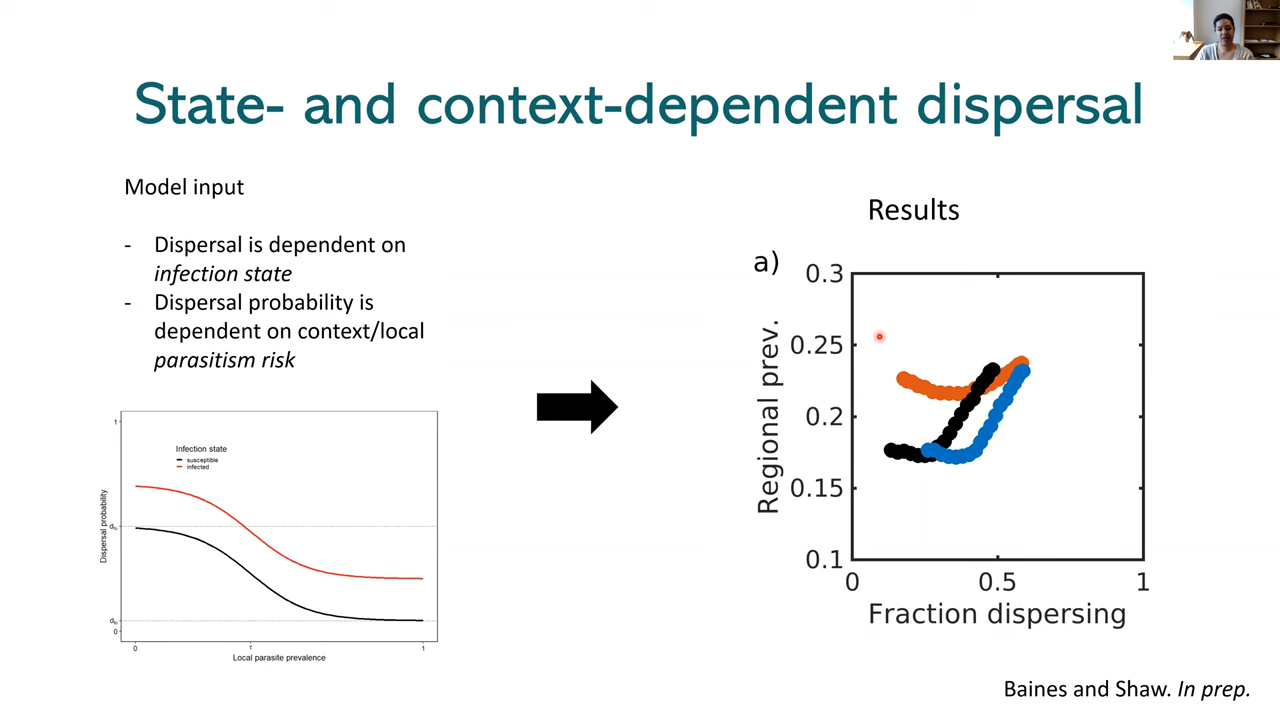 State- and context-dependent dispersal
Model input
- Dispersal is dependent on
infection state
- Dispersal probability is
dependent on context/local
parasitism risk
1
Infection state
susceptible
infected
Dispersal probability
0
0
1
Local parasite prevalence
Results
a)
0.3
0.25
0.2
0.15
0.1
Regional prev.
0
0.5
1
Fraction dispersing
Baines and Shaw. In prep.